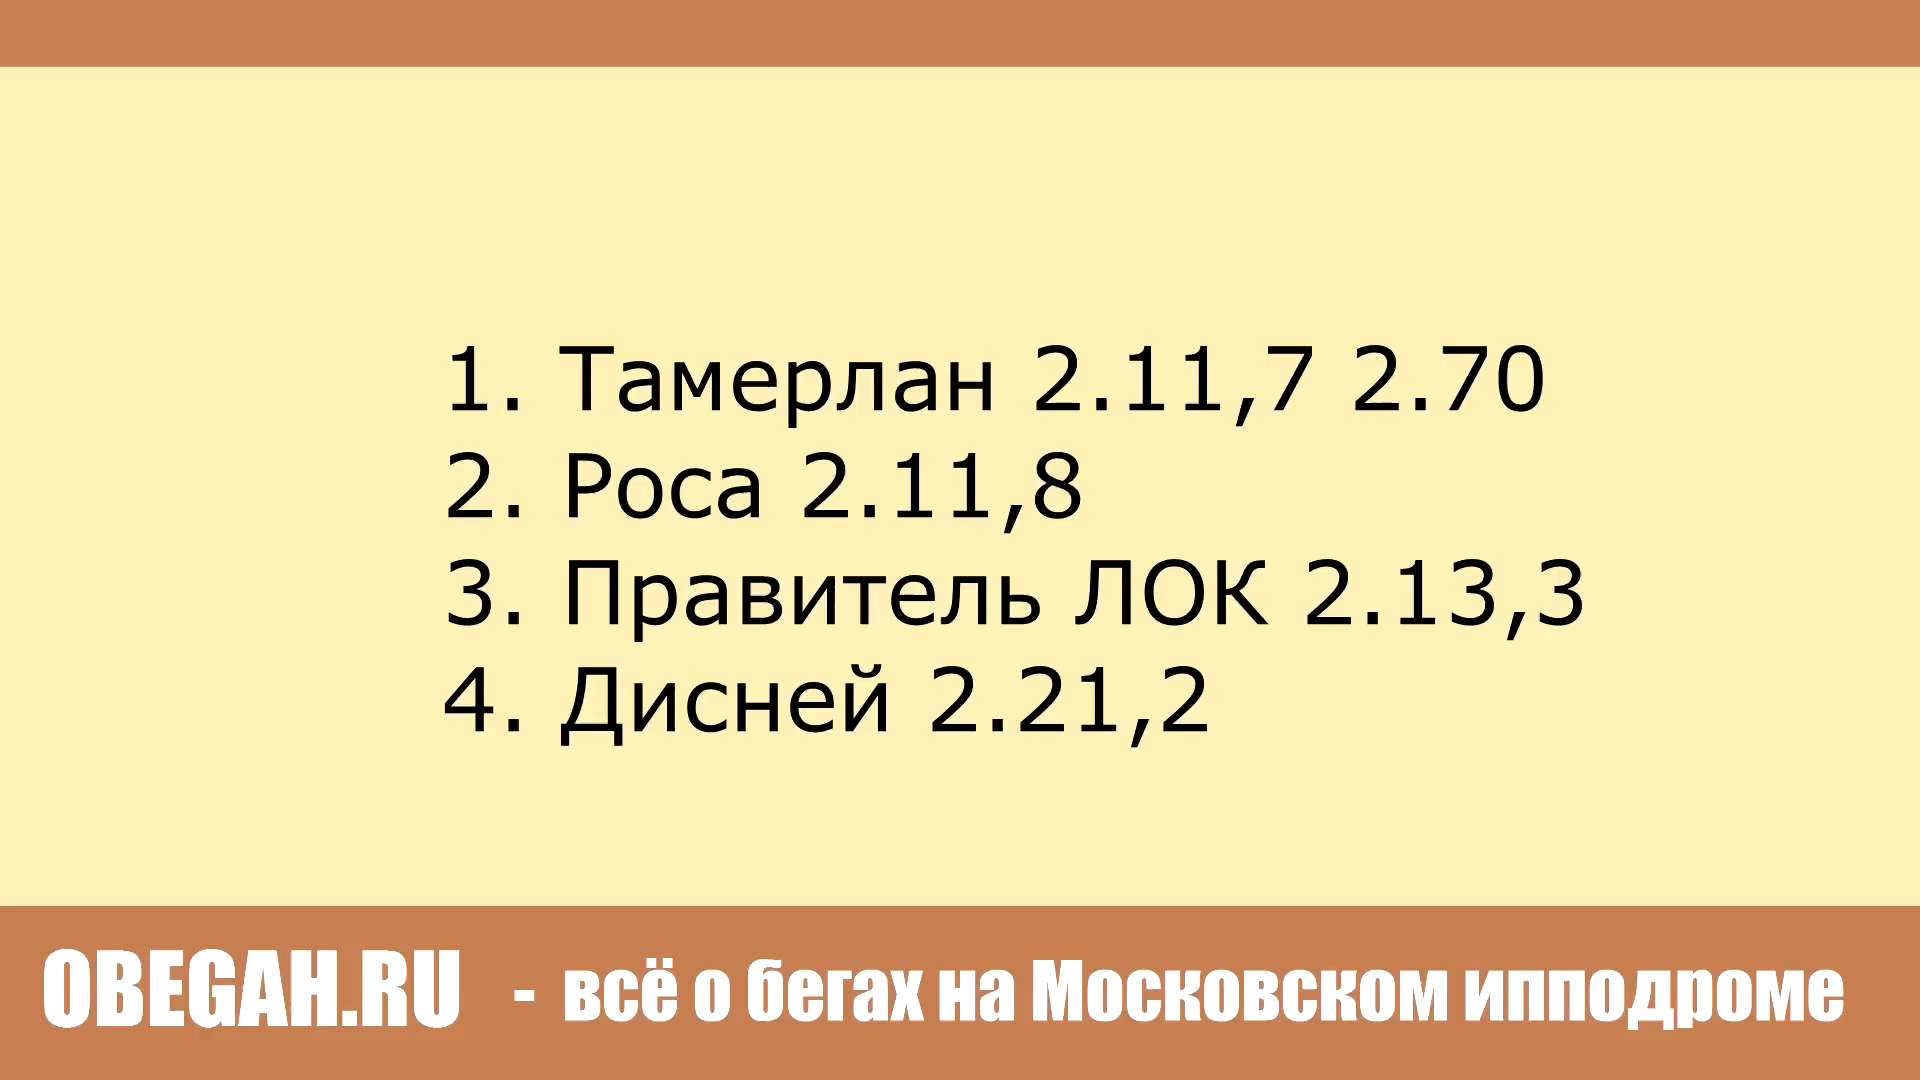 1. Тамерлан 2.11,7 2.70
2. Роса 2.11,8
3. Правитель ЛОК 2.13,3
4. Дисней 2.21,2
OBEGAH.RU - всё о бегах на Московском ипподроме